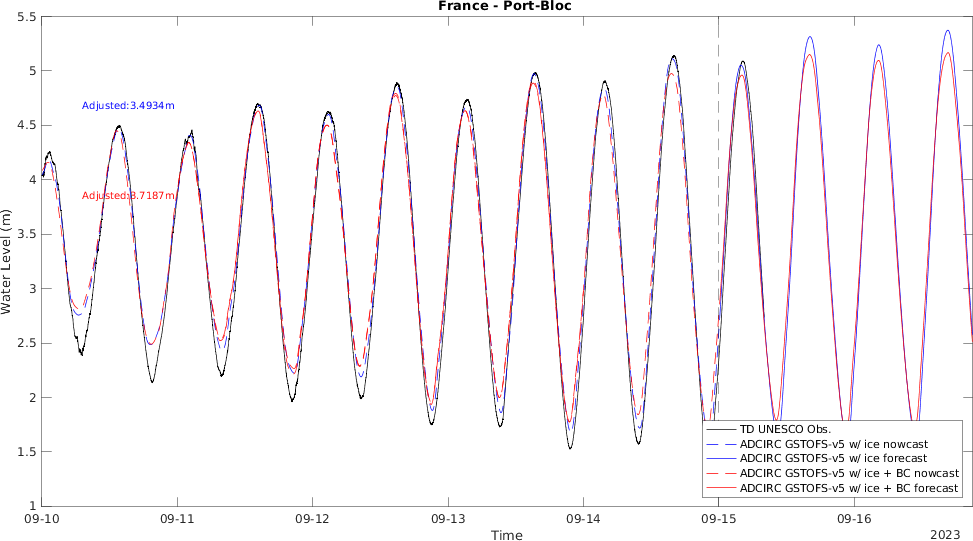 France - Port-Bloc
5.5
5
4.5
4
3.5
3
2.5
2
1.5
1
Water Level (m)
Adjusted:3.4934m
Adjusted:3.7187m
TD UNESCO Obs.
ADCIRC GSTOFS-v5 w/ ice nowcast
ADCIRC GSTOFS-v5 w/ ice forecast
ADCIRC GSTOFS-v5 w/ ice + BC nowcast
ADCIRC GSTOFS-v5 w/ ice + BC forecast
09-10 09-11 09-12 09-13 09-14 09-15 09-16
Time
2023